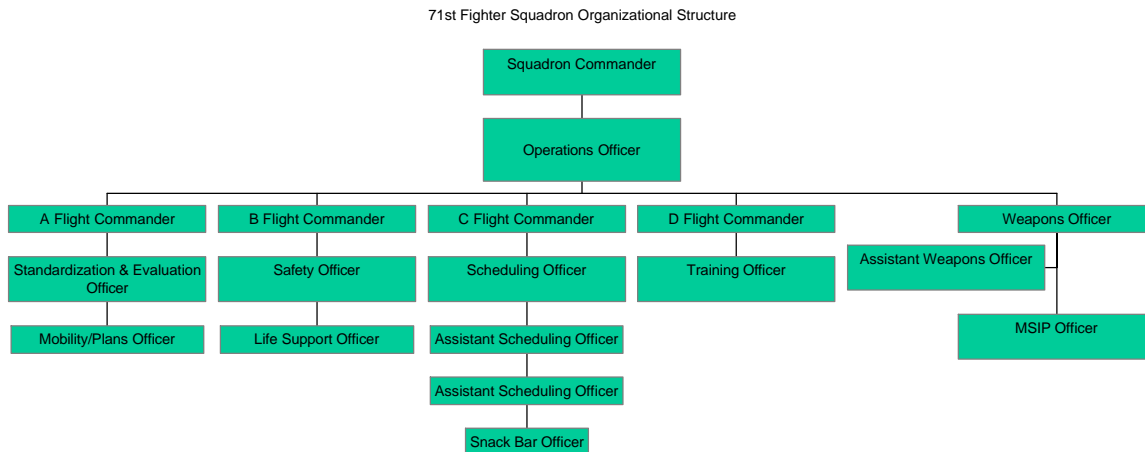 71st Fighter Squadron Organizational Structure
Squadron Commander
Operations Officer
A Flight Commander
B Flight Commander
C Flight Commander
D Flight Commander
Weapons Officer
Assistant Weapons Officer
Standardization & Evaluation
Officer
Safety Officer
Scheduling Officer
Training Officer
MSIP Officer
Mobility/Plans Officer
Life Support Officer
Assistant Scheduling Officer
Assistant Scheduling Officer
Snack Bar Officer